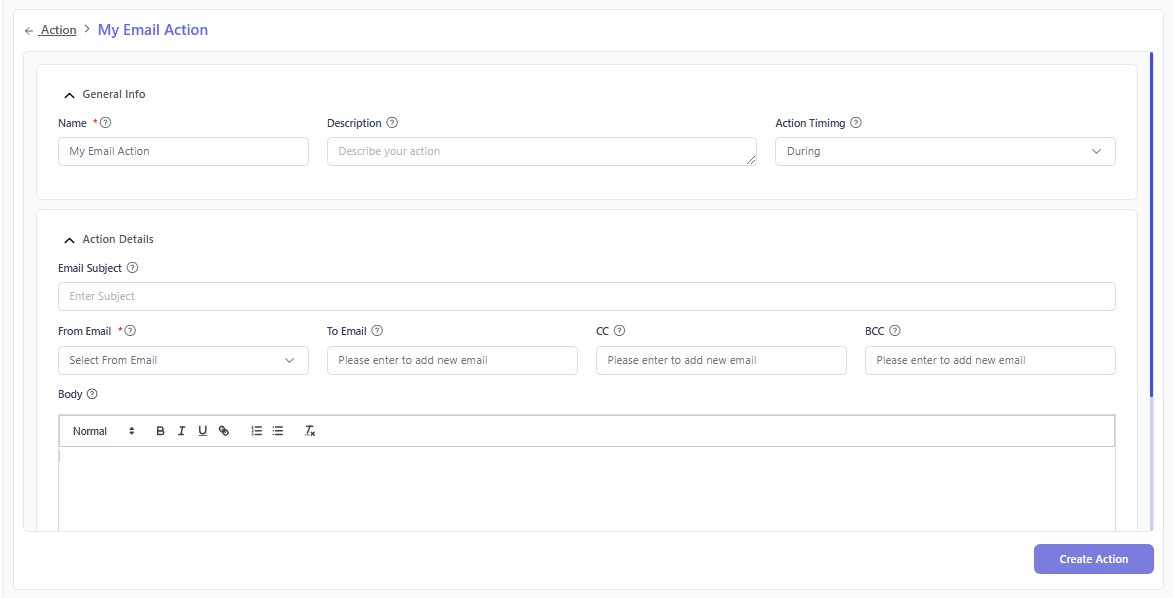 ← Action > My Email Action
General Info
Name * ?
Description ?
Action Timimg ?
My Email Action
Describe your action
During
Action Details
Email Subject ?
Enter Subject
From Email * ?
To Email ?
CC ?
BCC ?
Select From Email
Please enter to add new email
Please enter to add new email
Please enter to add new email
Body ?
Normal B I U Tx
Create Action